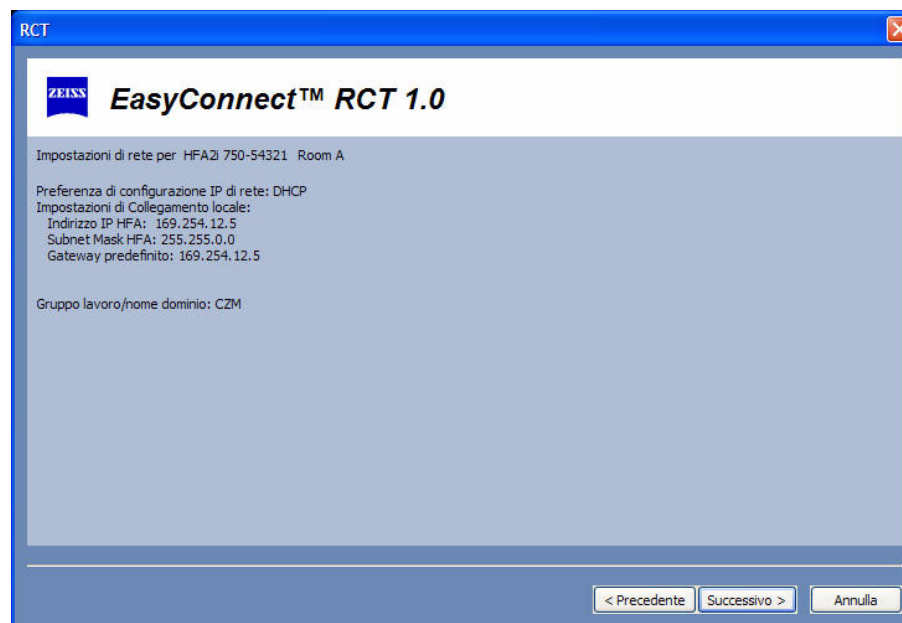 RCT
ZEISS
EasyConnect™ RCT 1.0
Impostazioni di rete per HFA2i 750-54321 Room A
Preferenza di configurazione IP di rete: DHCP
Impostazioni di Collegamento locale:
Indirizzo IP HFA: 169.254.12.5
Subnet Mask HFA: 255.255.0.0
Gateway predefinito: 169.254.12.5
Gruppo lavoro/nome dominio: CZM
< Precedente Successivo > Annulla